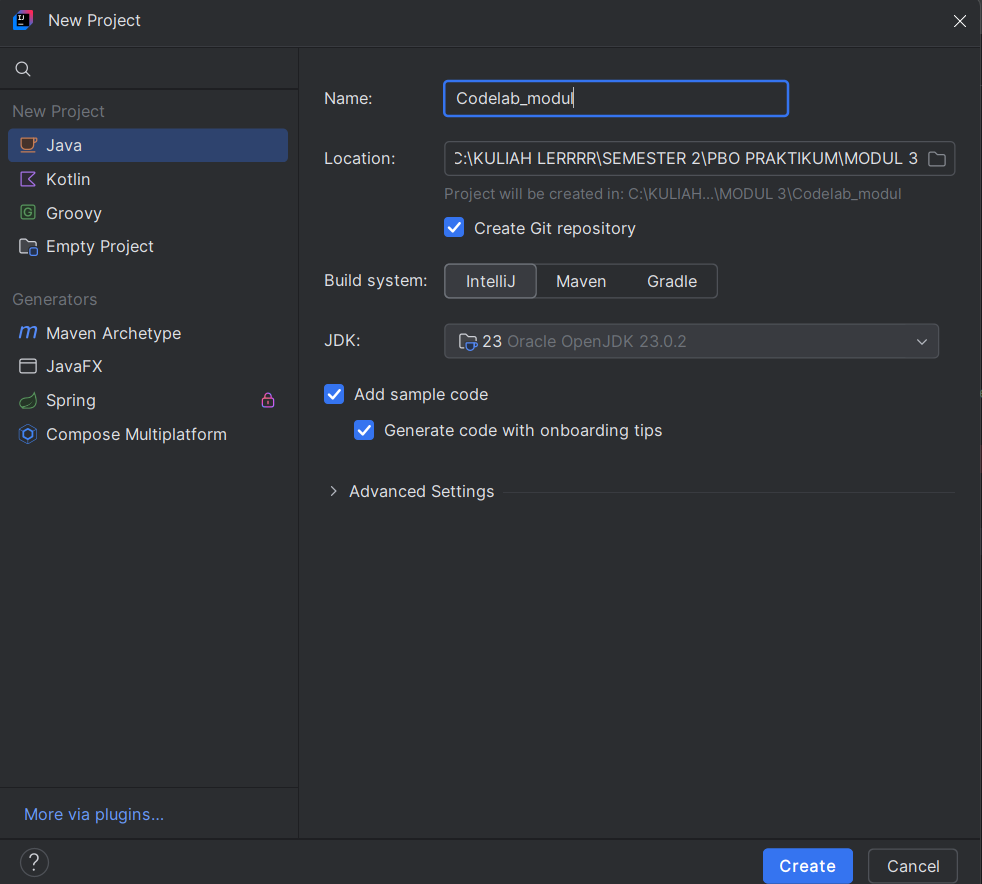 New Project
New Project
Java
Kotlin
Groovy
Empty Project
Generators
Maven Archetype
JavaFX
Spring
Compose Multiplatform
More via plugins...
Name:
Codelab_modul
Location:
C:\KULIAH LERRRR\SEMESTER 2\PBO PRAKTIKUM\MODUL 3
Project will be created in: C:\KULIAH...\MODUL 3\Codelab_modul
Create Git repository
Build system:
IntelliJ Maven Gradle
JDK:
23 Oracle OpenJDK 23.0.2
Add sample code
Generate code with onboarding tips
Advanced Settings
?
Create
Cancel